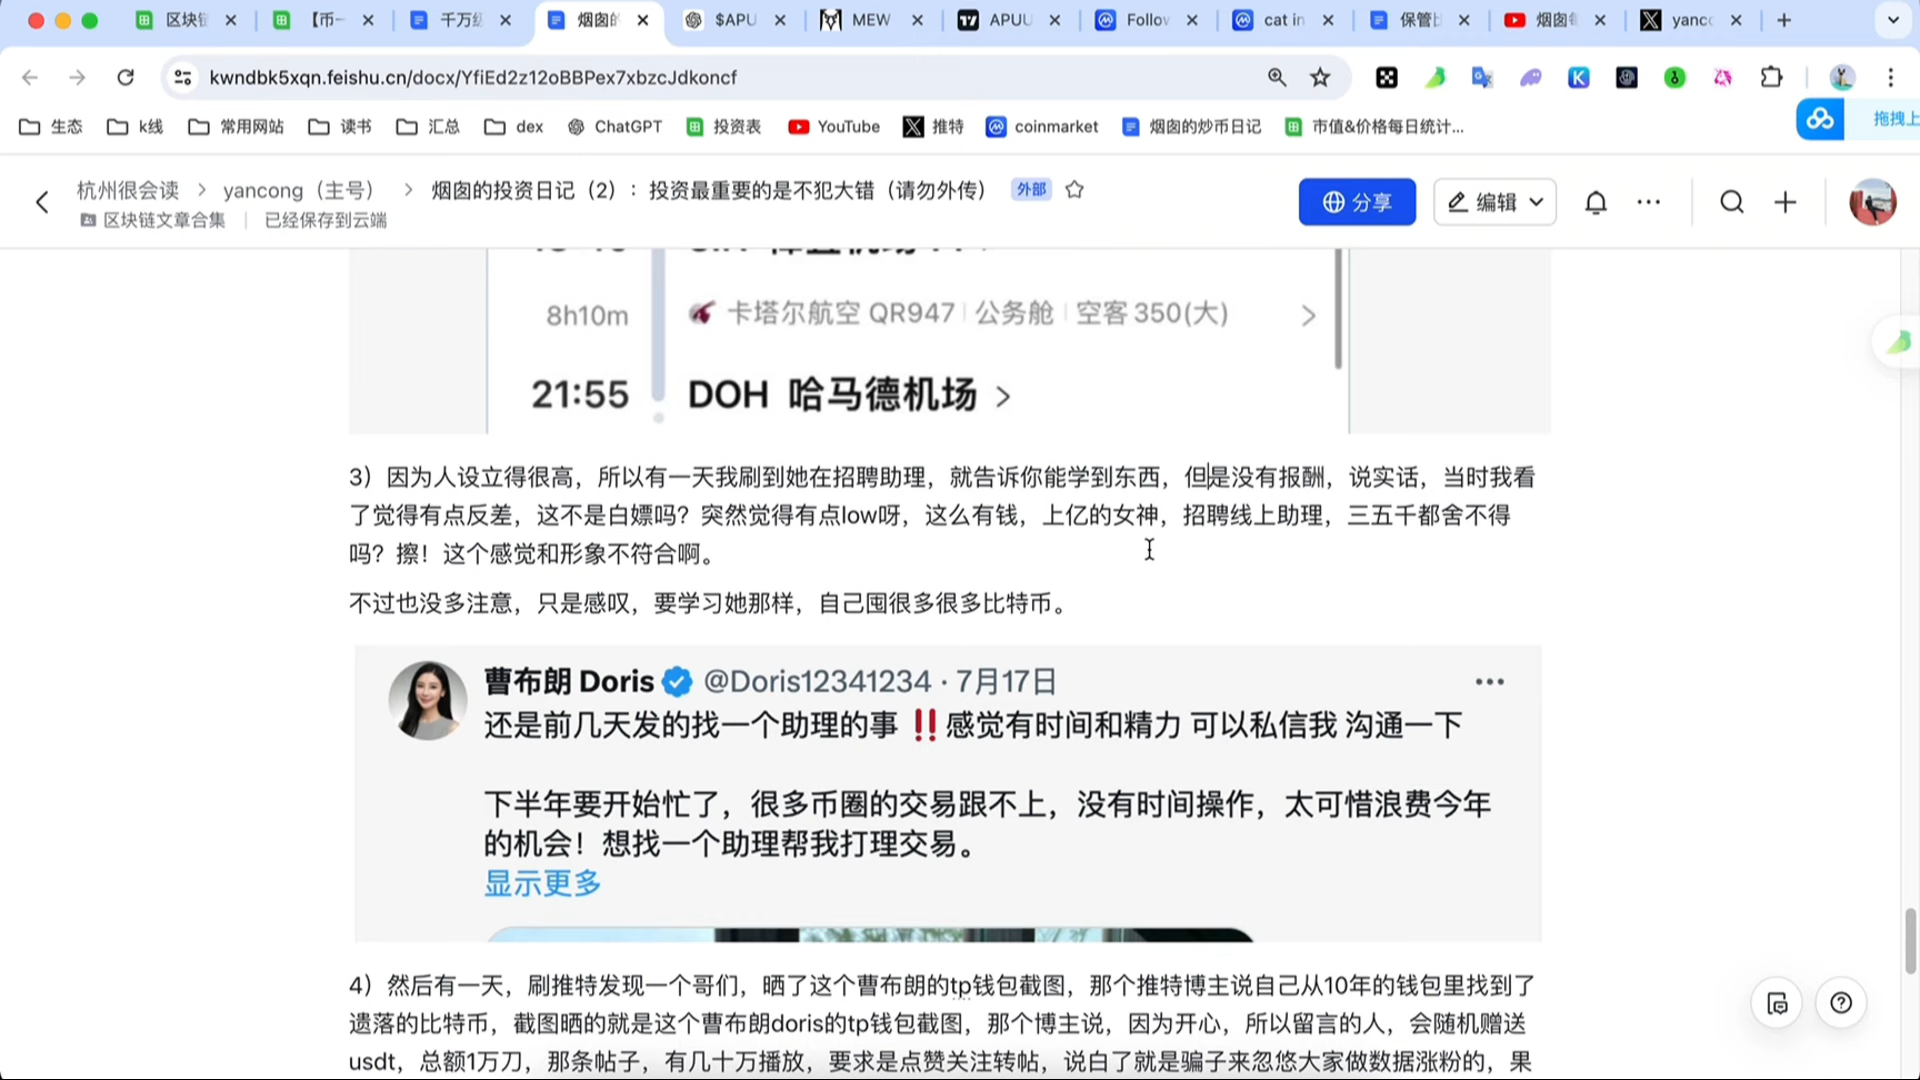 区块链
【币一
千万级
烟囱的
$APU
MEW
APUU
Follov
cat in
保管比
烟囱每
yanco
kwndbk5xqn.feishu.cn/docx/YfiEd2z12oBBPex7xbzcJdkoncf
生态
k线
常用网站
读书
汇总
dex
ChatGPT
投资表
YouTube
推特
coinmarket
烟囱的炒币日记
市值&价格每日统计...
拖拽上
杭州很会读 > yancong（主号） > 烟囱的投资日记（2）：投资最重要的是不犯大错（请勿外传） 外部
区块链文章合集 | 已经保存到云端
分享
编辑
8h10m 卡塔尔航空 QR947 | 公务舱 | 空客 350(大) >
21:55 DOH 哈马德机场 >
3）因为人设立得很高，所以有一天我刷到她在招聘助理，就告诉你能学到东西，但是没有报酬，说实话，当时我看
了觉得有点反差，这不是白嫖吗？突然觉得有点low呀，这么有钱，上亿的女神，招聘线上助理，三五千都舍不得
吗？擦！这个感觉和形象不符合啊。
不过也没多注意，只是感叹，要学习她那样，自己囤很多很多比特币。
曹布朗 Doris @Doris12341234 · 7月17日
还是前几天发的找一个助理的事 ‼️感觉有时间和精力 可以私信我 沟通一下
下半年要开始忙了，很多币圈的交易跟不上，没有时间操作，太可惜浪费今年
的机会！想找一个助理帮我打理交易。
显示更多
4）然后有一天，刷推特发现一个哥们，晒了这个曹布朗的tp钱包截图，那个推特博主说自己从10年的钱包里找到了
遗落的比特币，截图晒的就是这个曹布朗doris的tp钱包截图，那个博主说，因为开心，所以留言的人，会随机赠送
usdt，总额1万刀，那条帖子，有几十万播放，要求是点赞关注转帖，说白了就是骗子来忽悠大家做数据涨粉的，果